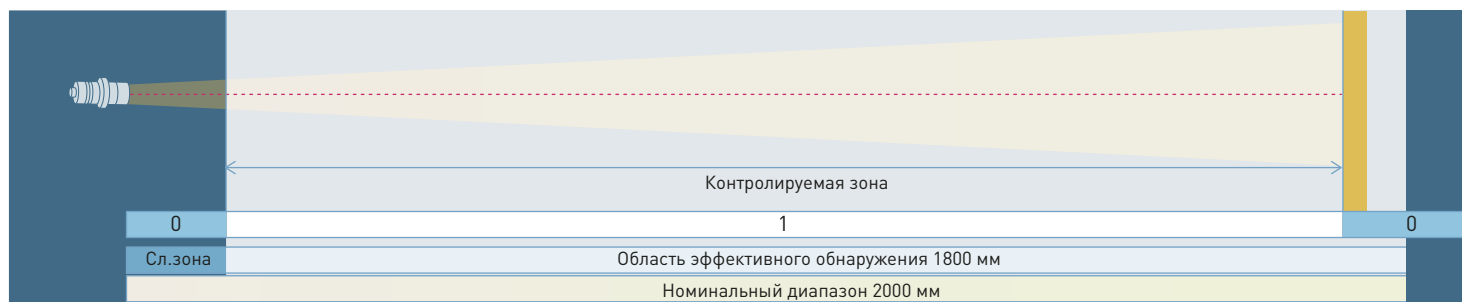 Контролируемая зона
0 1 0
Сл.зона Область эффективного обнаружения 1800 мм
Номинальный диапазон 2000 мм